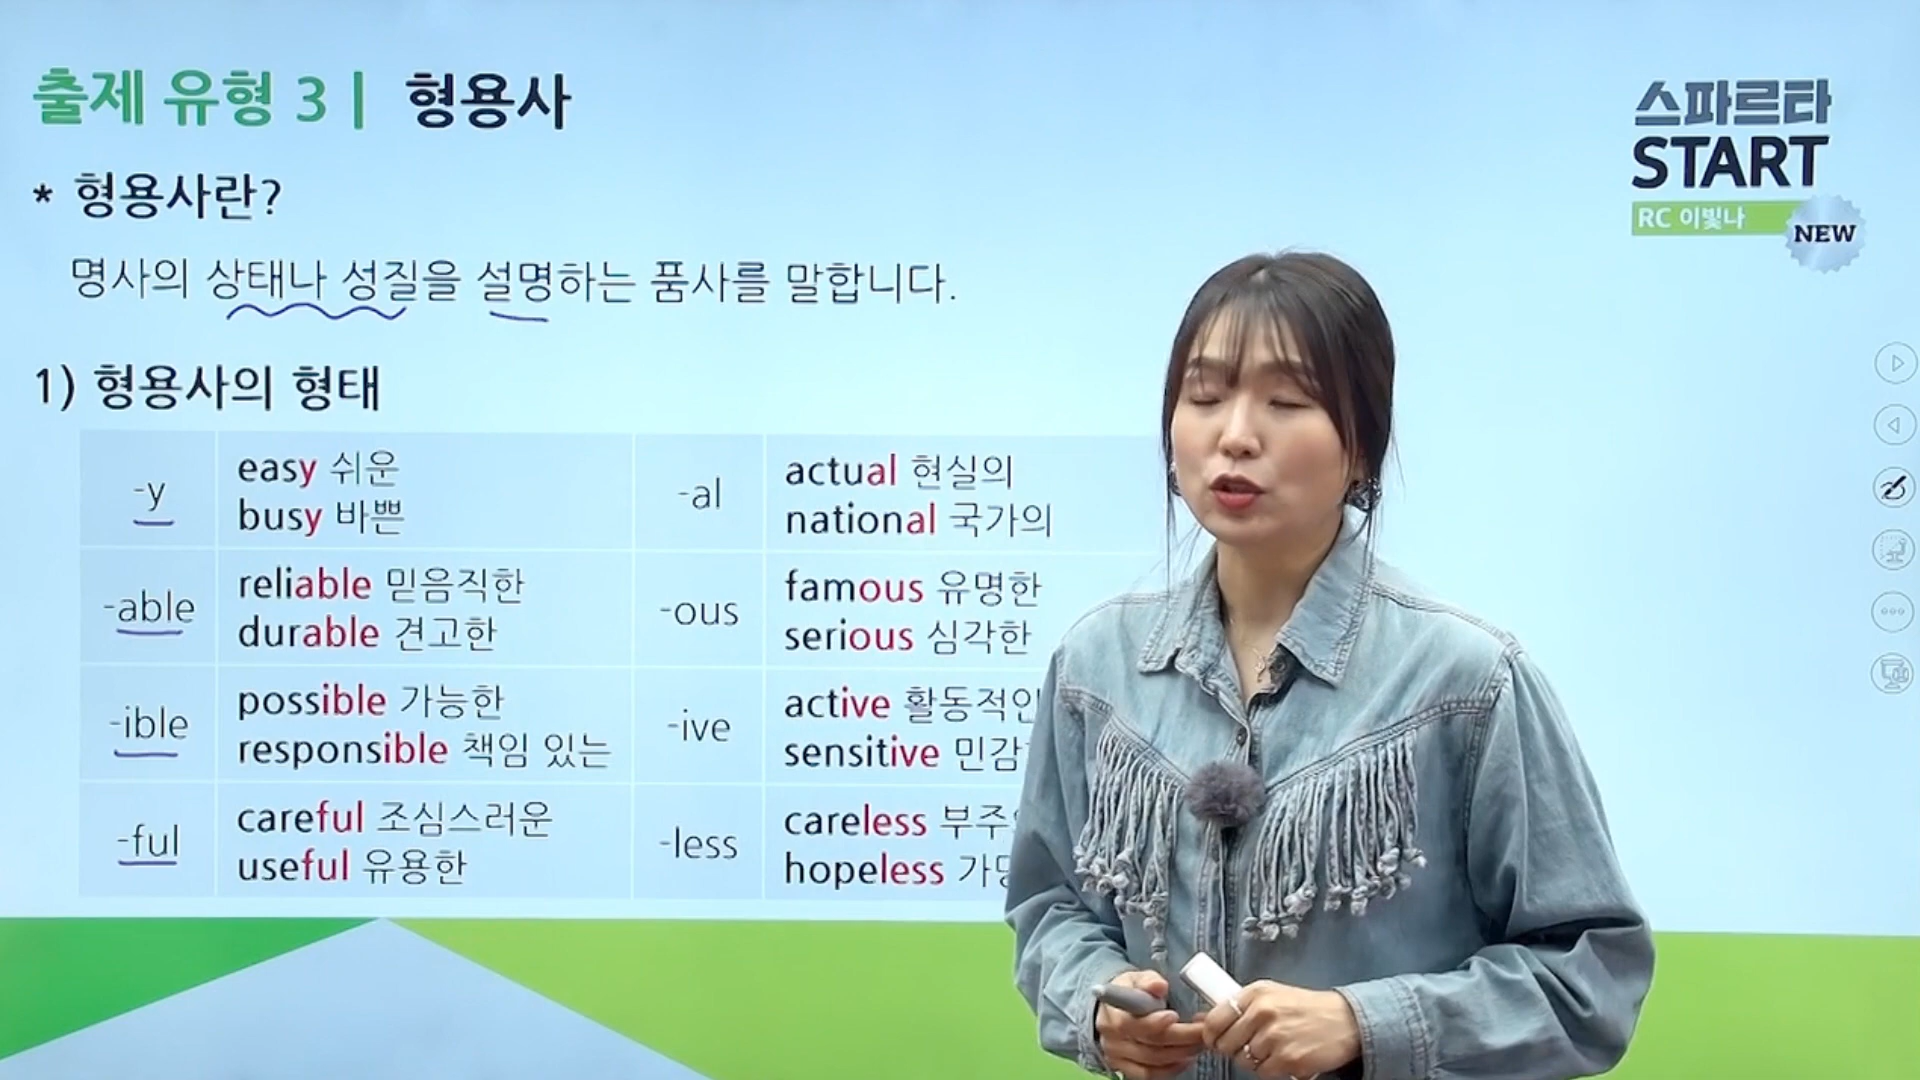 출제 유형 3 | 형용사
스파르타
START
RC 이빛나
NEW
* 형용사란?
명사의 상태나 성질을 설명하는 품사를 말합니다.
1) 형용사의 형태
-y
easy 쉬운
busy 바쁜
-al
actual 현실의
national 국가의
-able
reliable 믿음직한
durable 견고한
-ous
famous 유명한
serious 심각한
-ible
possible 가능한
responsible 책임 있는
-ive
active 활동적인
sensitive 민감
-ful
careful 조심스러운
useful 유용한
-less
careless 부주
hopeless 가